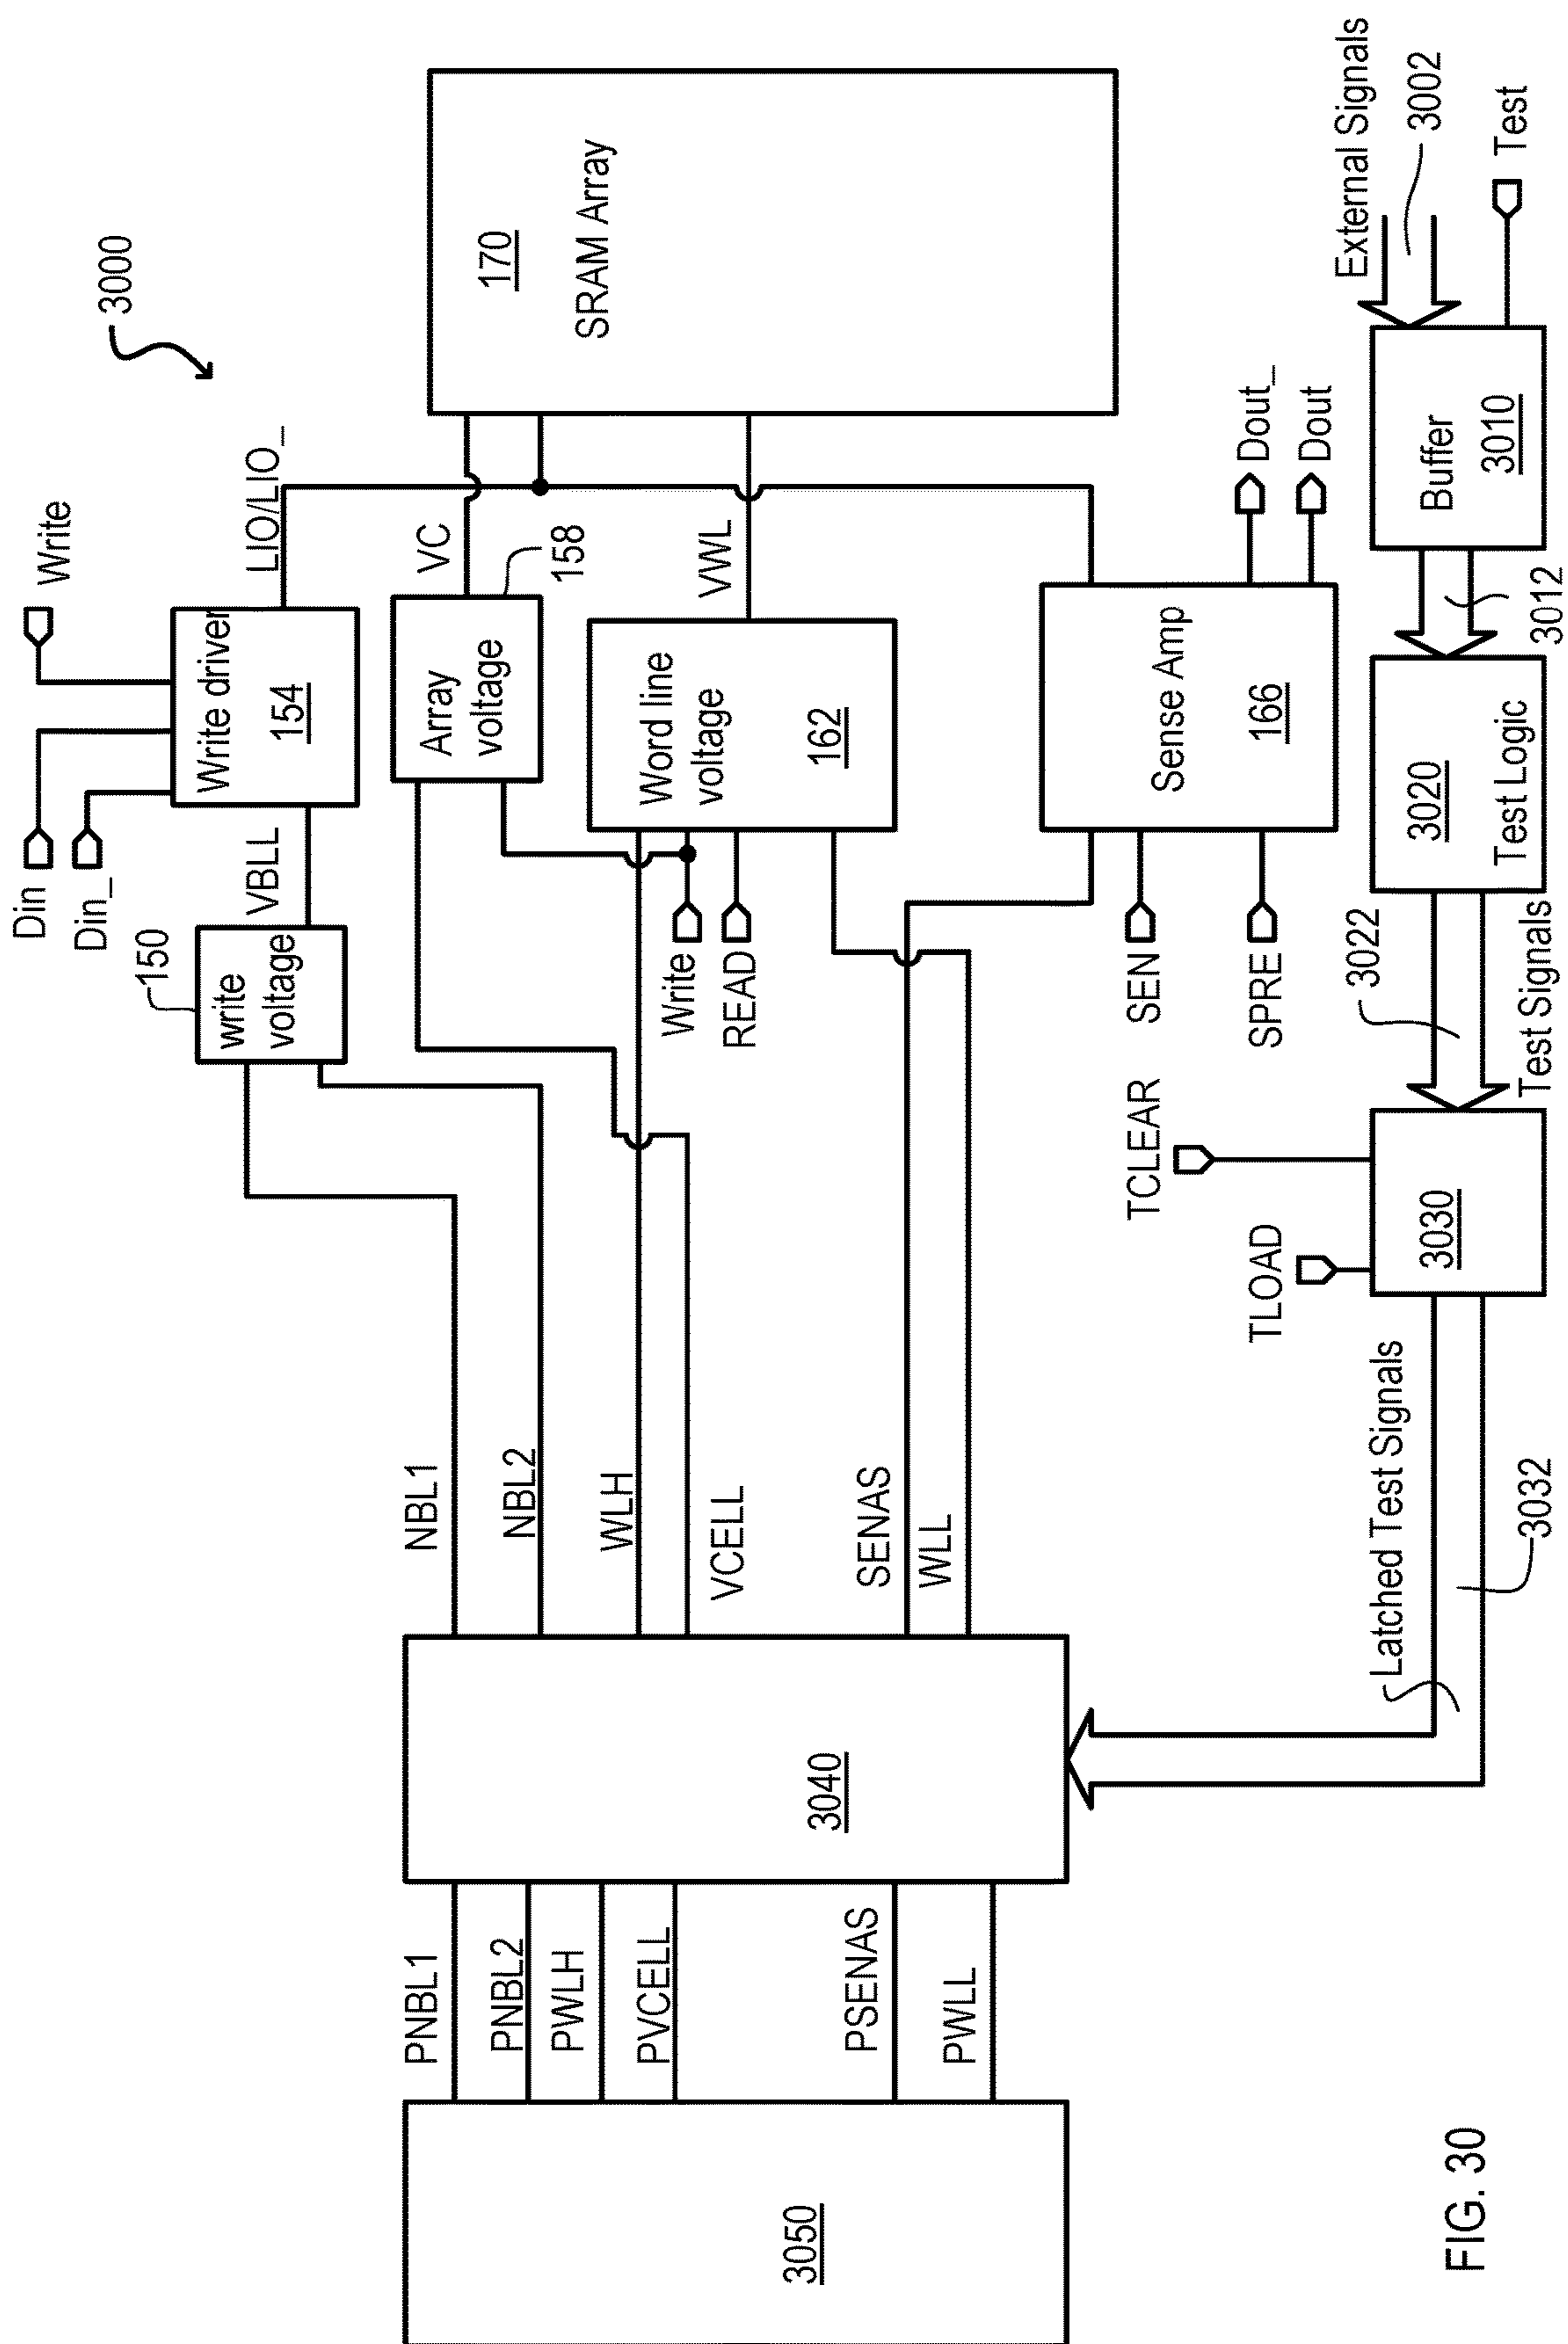 3000
Din
Din_
Write
Write driver
154
LIO/LIO_
VBLL
150
write
voltage
VC
Array
voltage
158
170
SRAM Array
NBL1
NBL2
WLH
VCELL
SENAS
WLL
Word line
voltage
162
VWL
Write
READ
Sense Amp
166
SEN
SPRE
Dout_
Dout
3050
PNBL1
PNBL2
PWLH
PVCELL
PSENAS
PWLL
3040
Latched Test Signals
3032
TLOAD
TCLEAR
3030
3022
Test Signals
3020
Test Logic
3012
Buffer
3010
External Signals
3002
Test
FIG. 30